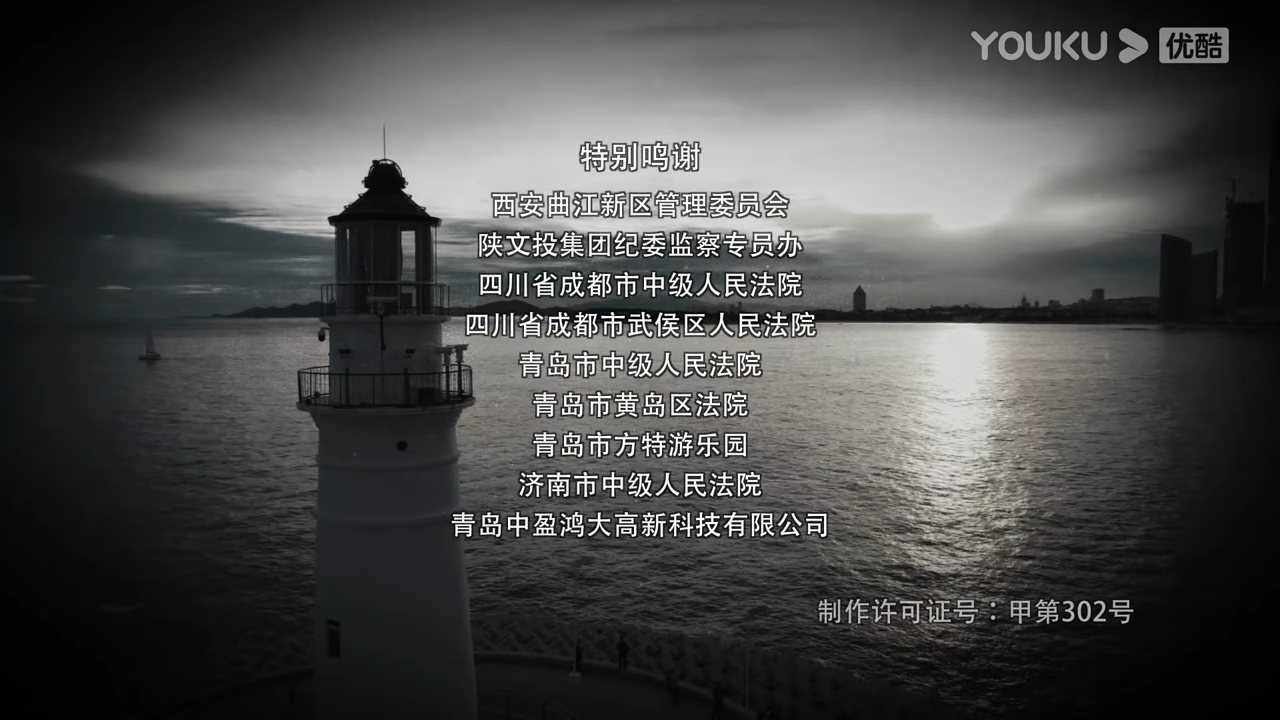 YOUKU 优酷
特别鸣谢
西安曲江新区管理委员会
陕文投集团纪委监察专员办
四川省成都市中级人民法院
四川省成都市武侯区人民法院
青岛市中级人民法院
青岛市黄岛区法院
青岛市方特游乐园
济南市中级人民法院
青岛中盈鸿大高新科技有限公司
制作许可证号：甲第302号